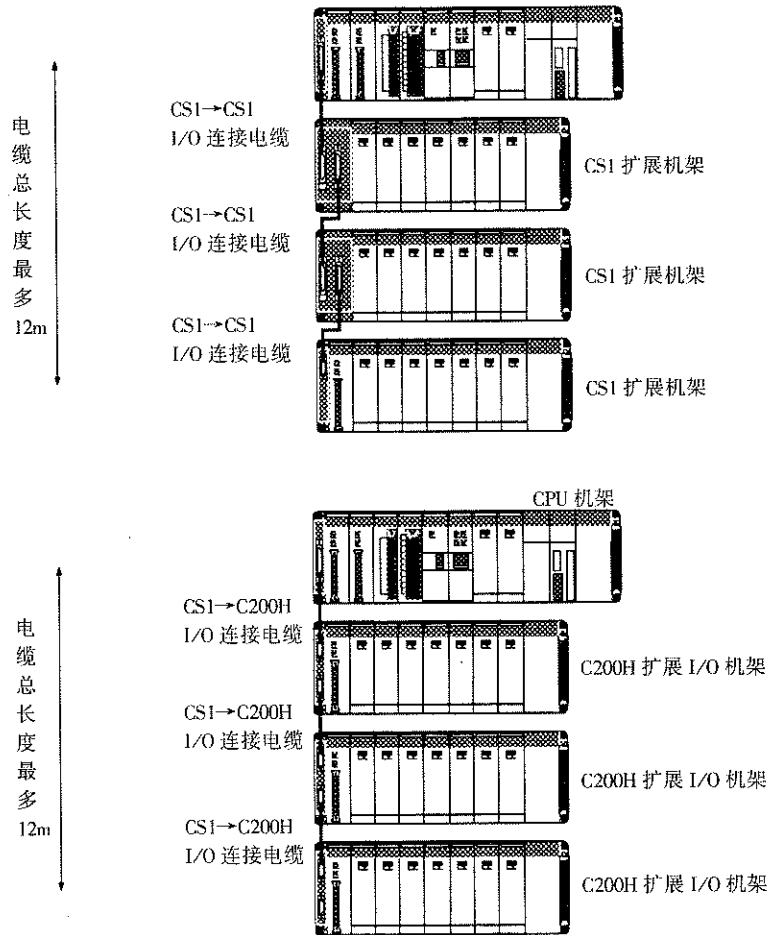 电缆总长度最多
12m
CS1→CS1
I/O 连接电缆
CS1 扩展机架
CS1→CS1
I/O 连接电缆
CS1 扩展机架
CS1→CS1
I/O 连接电缆
CS1 扩展机架
CPU 机架
电缆总长度最多
12m
CS1→C200H
I/O 连接电缆
C200H 扩展 I/O 机架
CS1→C200H
I/O 连接电缆
C200H 扩展 I/O 机架
CS1→C200H
I/O 连接电缆
C200H 扩展 I/O 机架